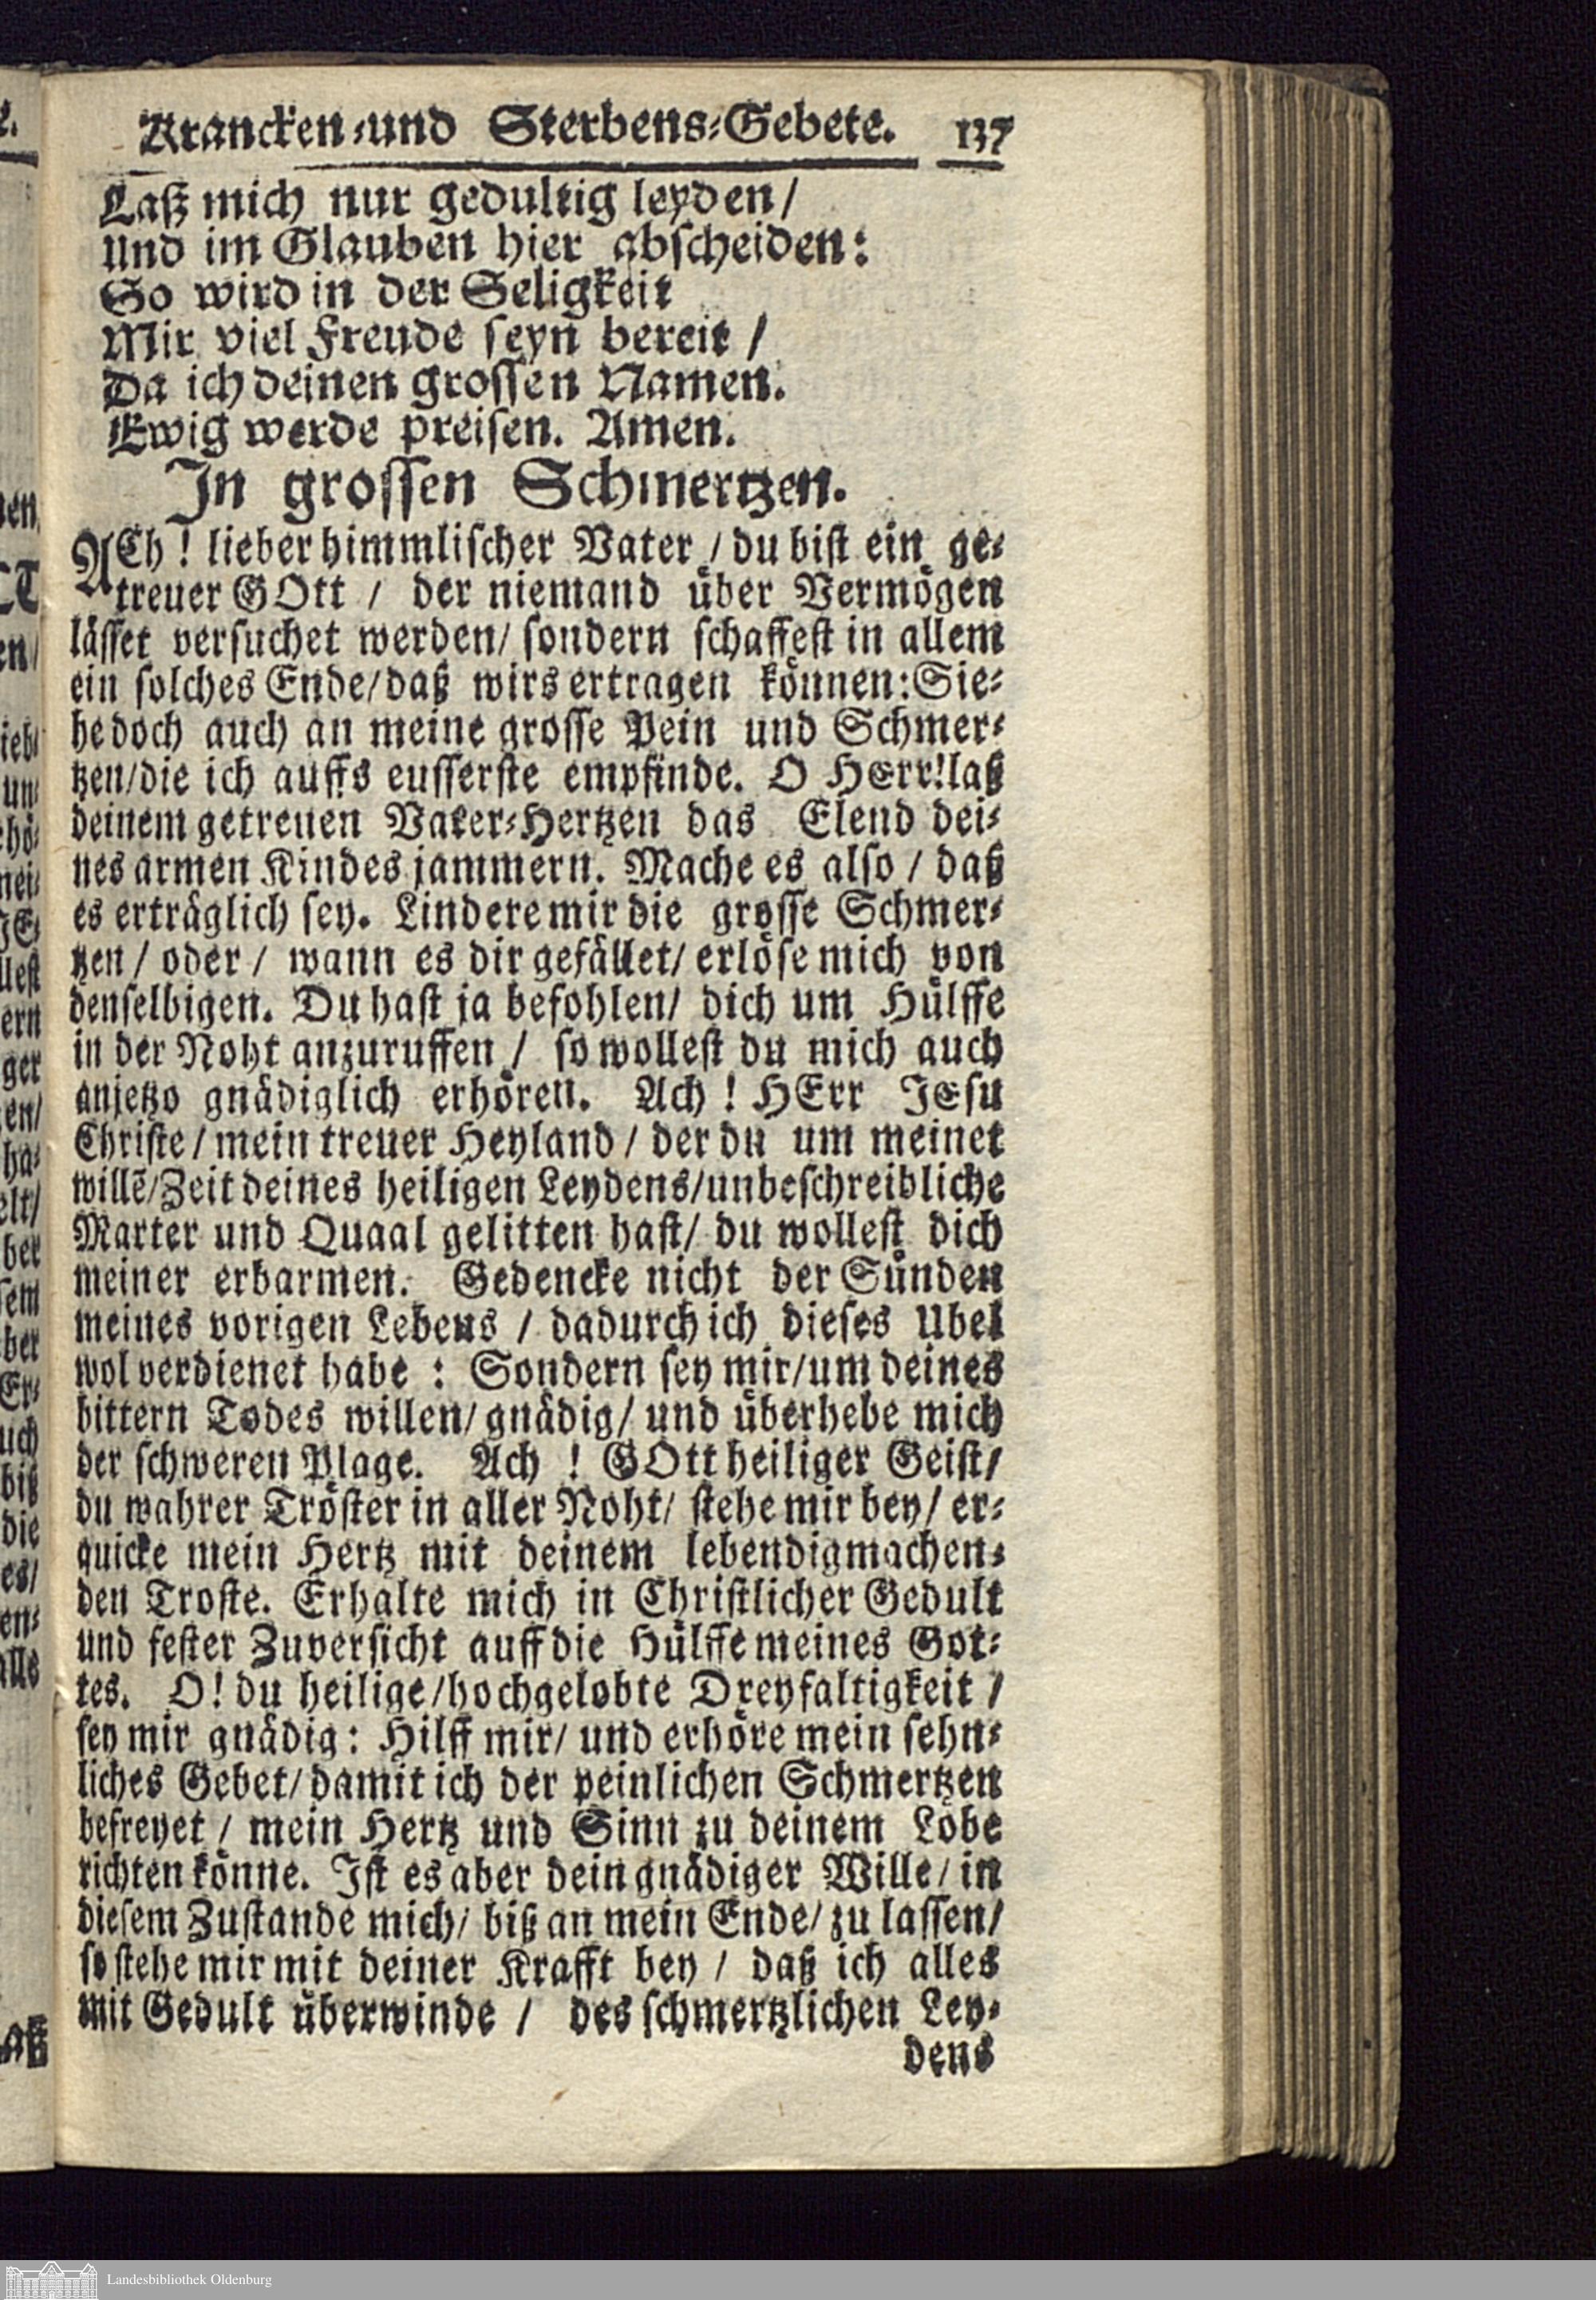 Krancken-und Sterbens-Gebete. 137
Laß mich nur gedultig leyden/
und im Glauben hier abscheiden:
So wird in der Seligkeit
Mir viel Freude seyn bereit /
Da ich deinen grossen Namen.
Ewig werde preisen. Amen.
In grossen Schmertzen.
ACh! lieber himmlischer Vater / du bist ein ge-
treuer GOtt / der niemand über Vermögen
lässet versuchet werden/ sondern schaffest in allem
ein solches Ende/daß wirs ertragen können: Sie-
he doch auch an meine grosse Pein und Schmer-
tzen/die ich auffs eusserste empfinde. O HErr!laß
deinem getreuen Vater-Hertzen das Elend dei-
nes armen Kindes jammern. Mache es also / daß
es erträglich sey. Lindere mir die grosse Schmer-
tzen / oder / wann es dir gefället/ erlöse mich von
denselbigen. Du hast ja befohlen/ dich um Hülffe
in der Noht anzuruffen / so wollest du mich auch
anjetzo gnädiglich erhören. Ach! HErr JEsu
Christe / mein treuer Heyland / der du um meinet
willē/Zeit deines heiligen Leydens/unbeschreibliche
Marter und Quaal gelitten hast/ du wollest dich
meiner erbarmen. Gedencke nicht der Sünden
meines vorigen Lebens / dadurch ich dieses Ubel
wol verdienet habe : Sondern sey mir/um deines
bittern Todes willen/ gnädig/ und überhebe mich
der schweren Plage. Ach ! GOtt heiliger Geist/
du wahrer Tröster in aller Noht/ stehe mir bey/ er-
quicke mein Hertz mit deinem lebendigmachen-
den Troste. Erhalte mich in Christlicher Gedult
und fester Zuversicht auff die Hülffe meines Got-
tes. O! du heilige/hochgelobte Dreyfaltigkeit /
sey mir gnädig: Hilff mir/ und erhöre mein sehn-
liches Gebet/ damit ich der peinlichen Schmertzen
befreyet / mein Hertz und Sinn zu deinem Lobe
richten könne. Ist es aber dein gnädiger Wille/ in
diesem Zustande mich/ biß an mein Ende/ zu lassen/
so stehe mir mit deiner Krafft bey / daß ich alles
mit Gedult überwinde / des schmertzlichen Ley-
dens
Landesbibliothek Oldenburg